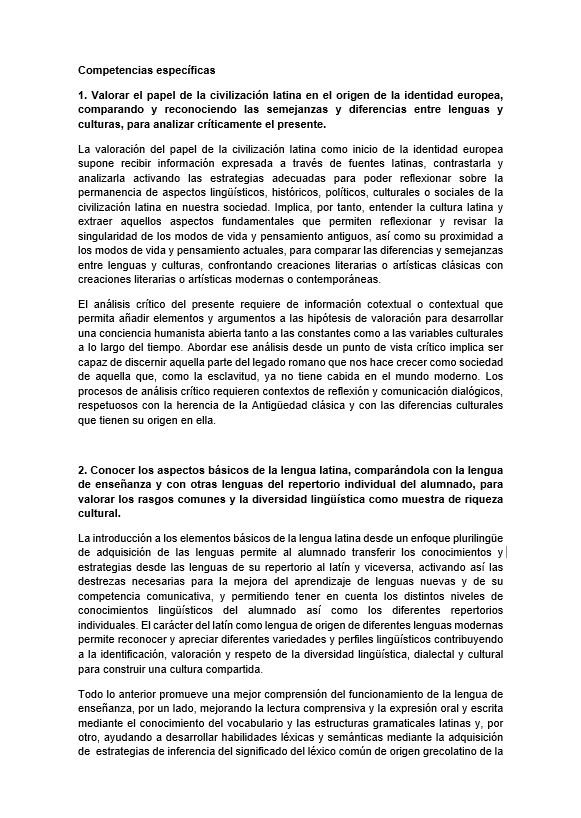 Competencias específicas
1. Valorar el papel de la civilización latina en el origen de la identidad europea,
comparando y reconociendo las semejanzas y diferencias entre lenguas y
culturas, para analizar críticamente el presente.
La valoración del papel de la civilización latina como inicio de la identidad europea
supone recibir información expresada a través de fuentes latinas, contrastarla y
analizarla activando las estrategias adecuadas para poder reflexionar sobre la
permanencia de aspectos lingüísticos, históricos, políticos, culturales o sociales de la
civilización latina en nuestra sociedad. Implica, por tanto, entender la cultura latina y
extraer aquellos aspectos fundamentales que permiten reflexionar y revisar la
singularidad de los modos de vida y pensamiento antiguos, así como su proximidad a
los modos de vida y pensamiento actuales, para comparar las diferencias y semejanzas
entre lenguas y culturas, confrontando creaciones literarias o artísticas clásicas con
creaciones literarias o artísticas modernas o contemporáneas.
El análisis crítico del presente requiere de información cotextual o contextual que
permita añadir elementos y argumentos a las hipótesis de valoración para desarrollar
una conciencia humanista abierta tanto a las constantes como a las variables culturales
a lo largo del tiempo. Abordar ese análisis desde un punto de vista crítico implica ser
capaz de discernir aquella parte del legado romano que nos hace crecer como sociedad
de aquella que, como la esclavitud, ya no tiene cabida en el mundo moderno. Los
procesos de análisis crítico requieren contextos de reflexión y comunicación dialógicos,
respetuosos con la herencia de la Antigüedad clásica y con las diferencias culturales
que tienen su origen en ella.
2. Conocer los aspectos básicos de la lengua latina, comparándola con la lengua
de enseñanza y con otras lenguas del repertorio individual del alumnado, para
valorar los rasgos comunes y la diversidad lingüística como muestra de riqueza
cultural.
La introducción a los elementos básicos de la lengua latina desde un enfoque plurilingüe
de adquisición de las lenguas permite al alumnado transferir los conocimientos y
estrategias desde las lenguas de su repertorio al latín y viceversa, activando así las
destrezas necesarias para la mejora del aprendizaje de lenguas nuevas y de su
competencia comunicativa, y permitiendo tener en cuenta los distintos niveles de
conocimientos lingüísticos del alumnado así como los diferentes repertorios
individuales. El carácter del latín como lengua de origen de diferentes lenguas modernas
permite reconocer y apreciar diferentes variedades y perfiles lingüísticos contribuyendo
a la identificación, valoración y respeto de la diversidad lingüística, dialectal y cultural
para construir una cultura compartida.
Todo lo anterior promueve una mejor comprensión del funcionamiento de la lengua de
enseñanza, por un lado, mejorando la lectura comprensiva y la expresión oral y escrita
mediante el conocimiento del vocabulario y las estructuras gramaticales latinas y, por
otro, ayudando a desarrollar habilidades léxicas y semánticas mediante la adquisición
de estrategias de inferencia del significado del léxico común de origen grecolatino de la